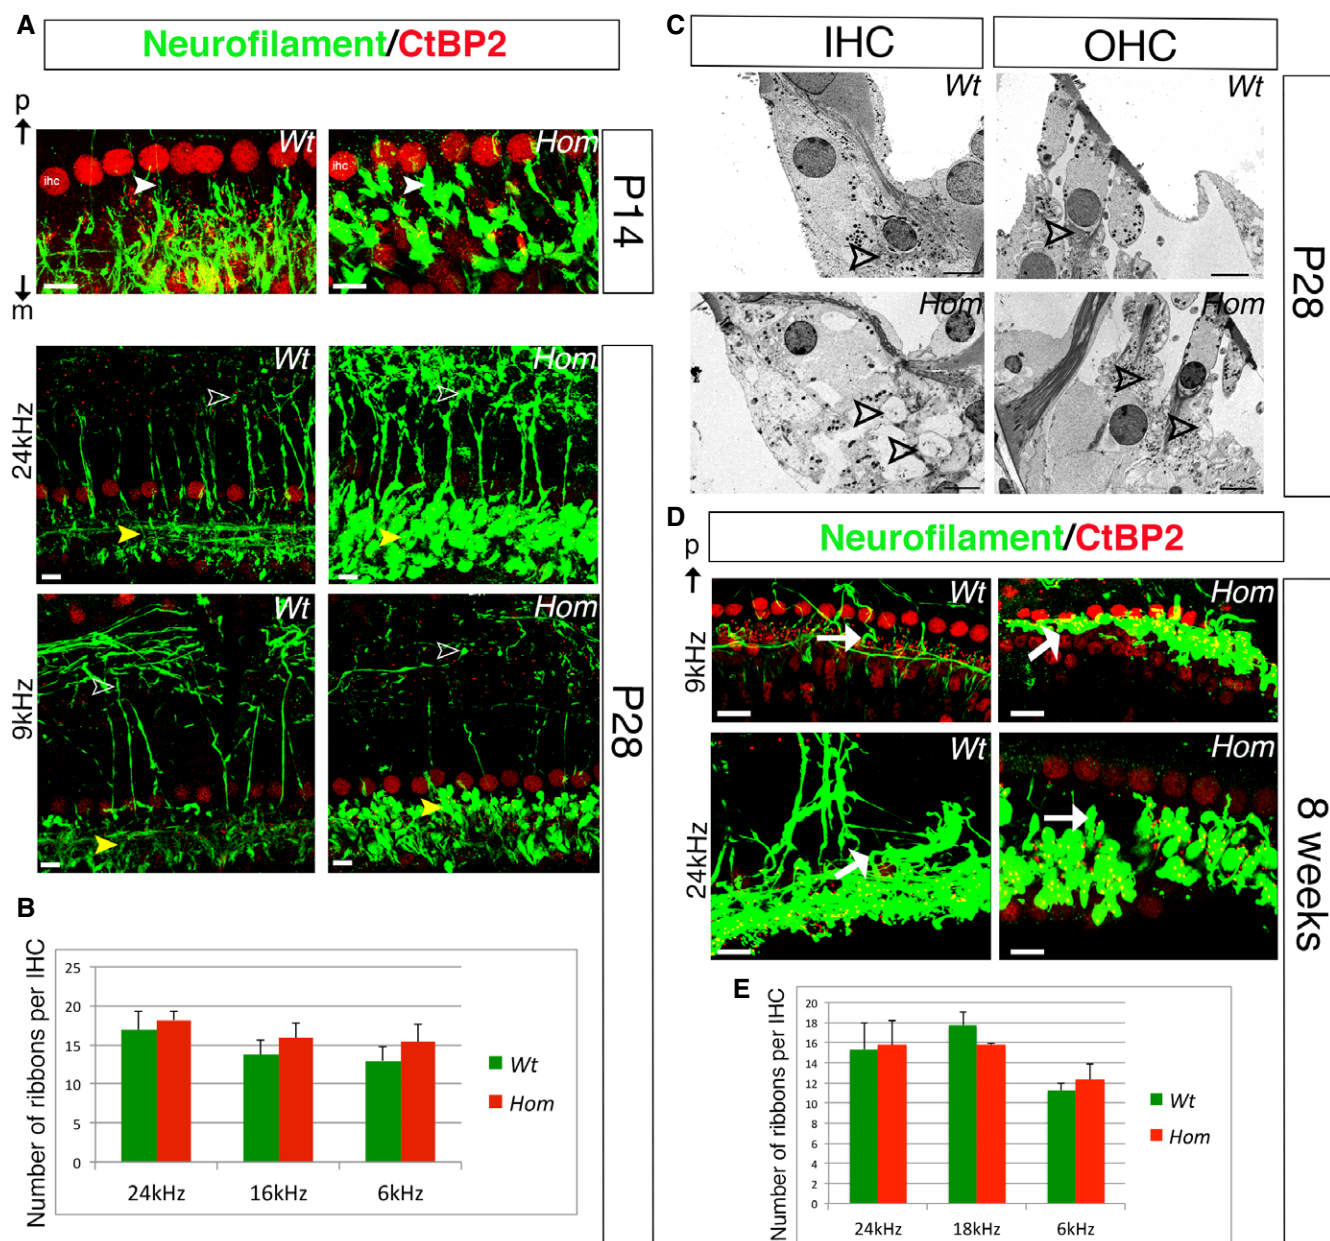 A
Neurofilament/CtBP2
p
m
Wt
ihc
Hom
ihc
P14
24kHz
Wt
Hom
9kHz
Wt
Hom
P28
B
Number of ribbons per IHC
25
20
15
10
5
0
24kHz
16kHz
6kHz
Wt
Hom
C
IHC
OHC
Wt
Wt
Hom
Hom
P28
D
Neurofilament/CtBP2
p
9kHz
Wt
Hom
24kHz
Wt
Hom
8 weeks
E
Number of ribbons per IHC
20
18
16
14
12
10
8
6
4
2
0
24kHz
18kHz
6kHz
Wt
Hom